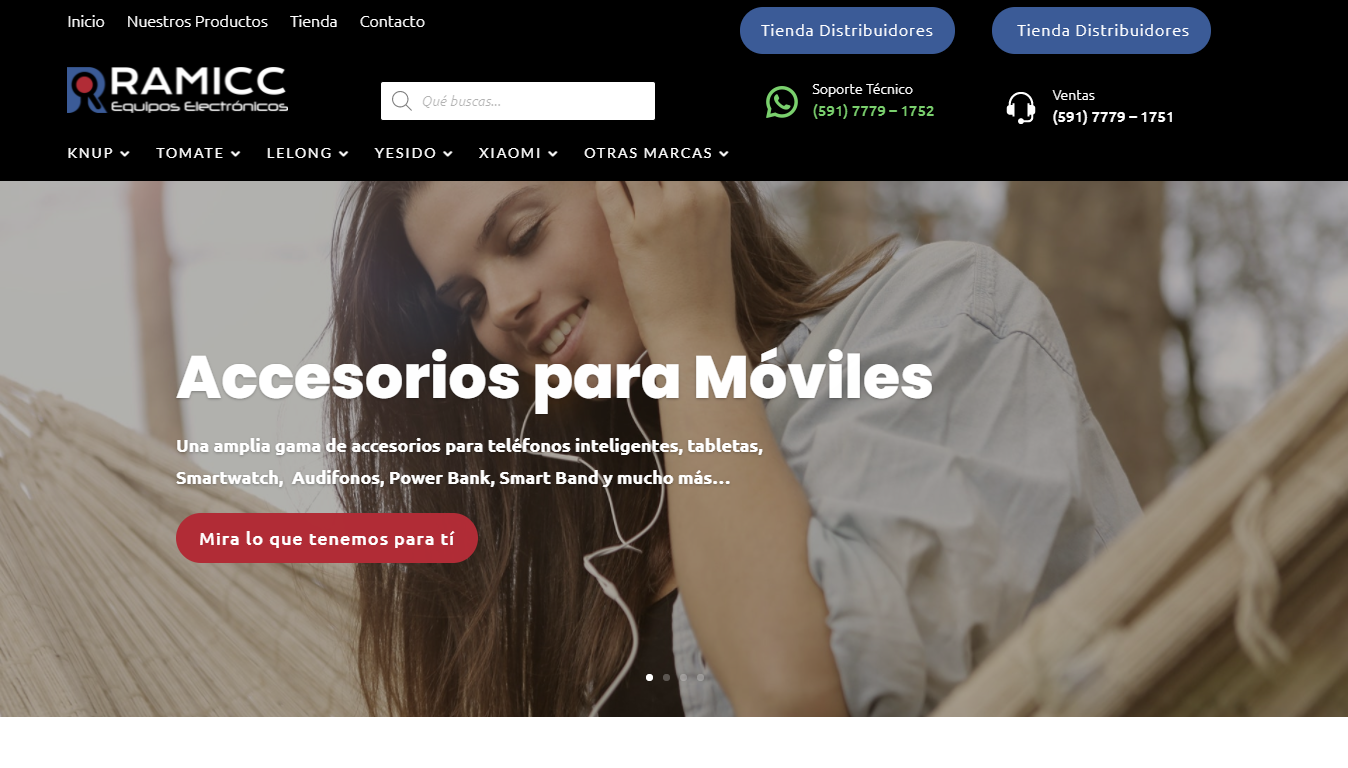 Inicio Nuestros Productos Tienda Contacto
Tienda Distribuidores
Tienda Distribuidores
RAMICC
Equipos Electrónicos
Qué buscas...
Soporte Técnico
(591) 7779 – 1752
Ventas
(591) 7779 – 1751
KNUP TOMATE LELONG YESIDO XIAOMI OTRAS MARCAS
Accesorios para Móviles
Una amplia gama de accesorios para teléfonos inteligentes, tabletas,
Smartwatch, Audifonos, Power Bank, Smart Band y mucho más…
Mira lo que tenemos para tí